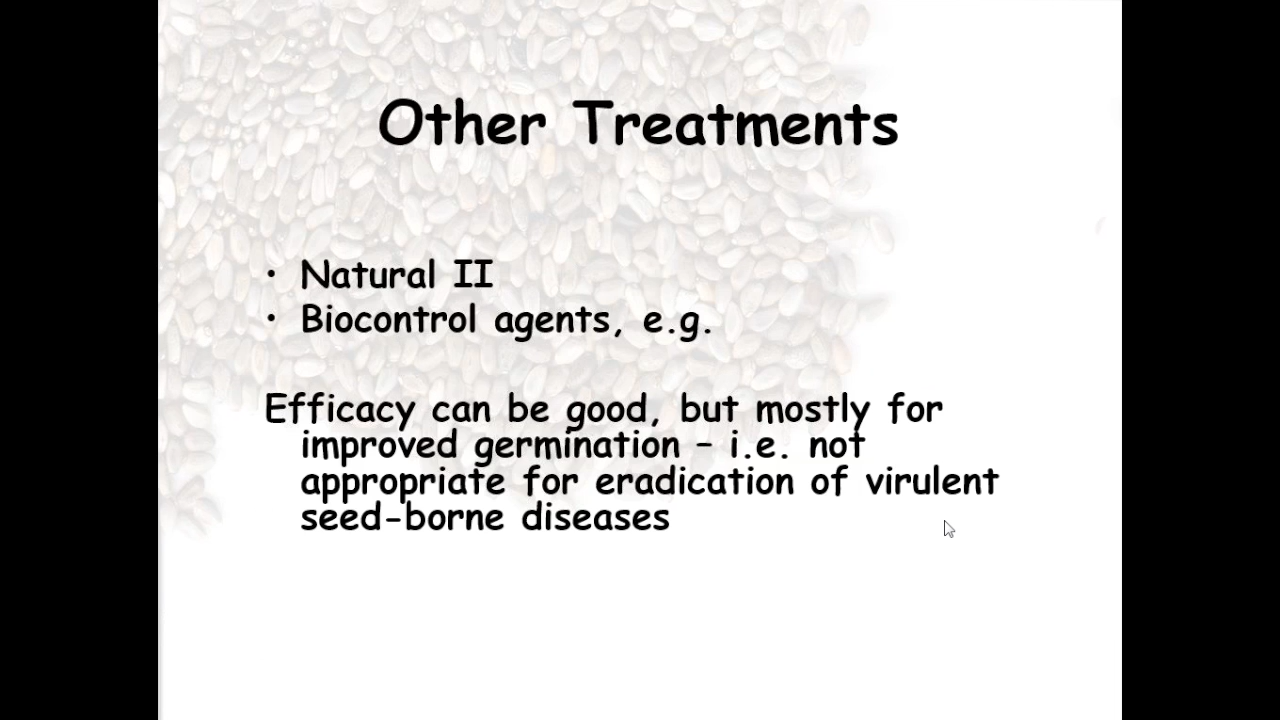 Other Treatments
• Natural II
• Biocontrol agents, e.g.
Efficacy can be good, but mostly for
improved germination – i.e. not
appropriate for eradication of virulent
seed-borne diseases